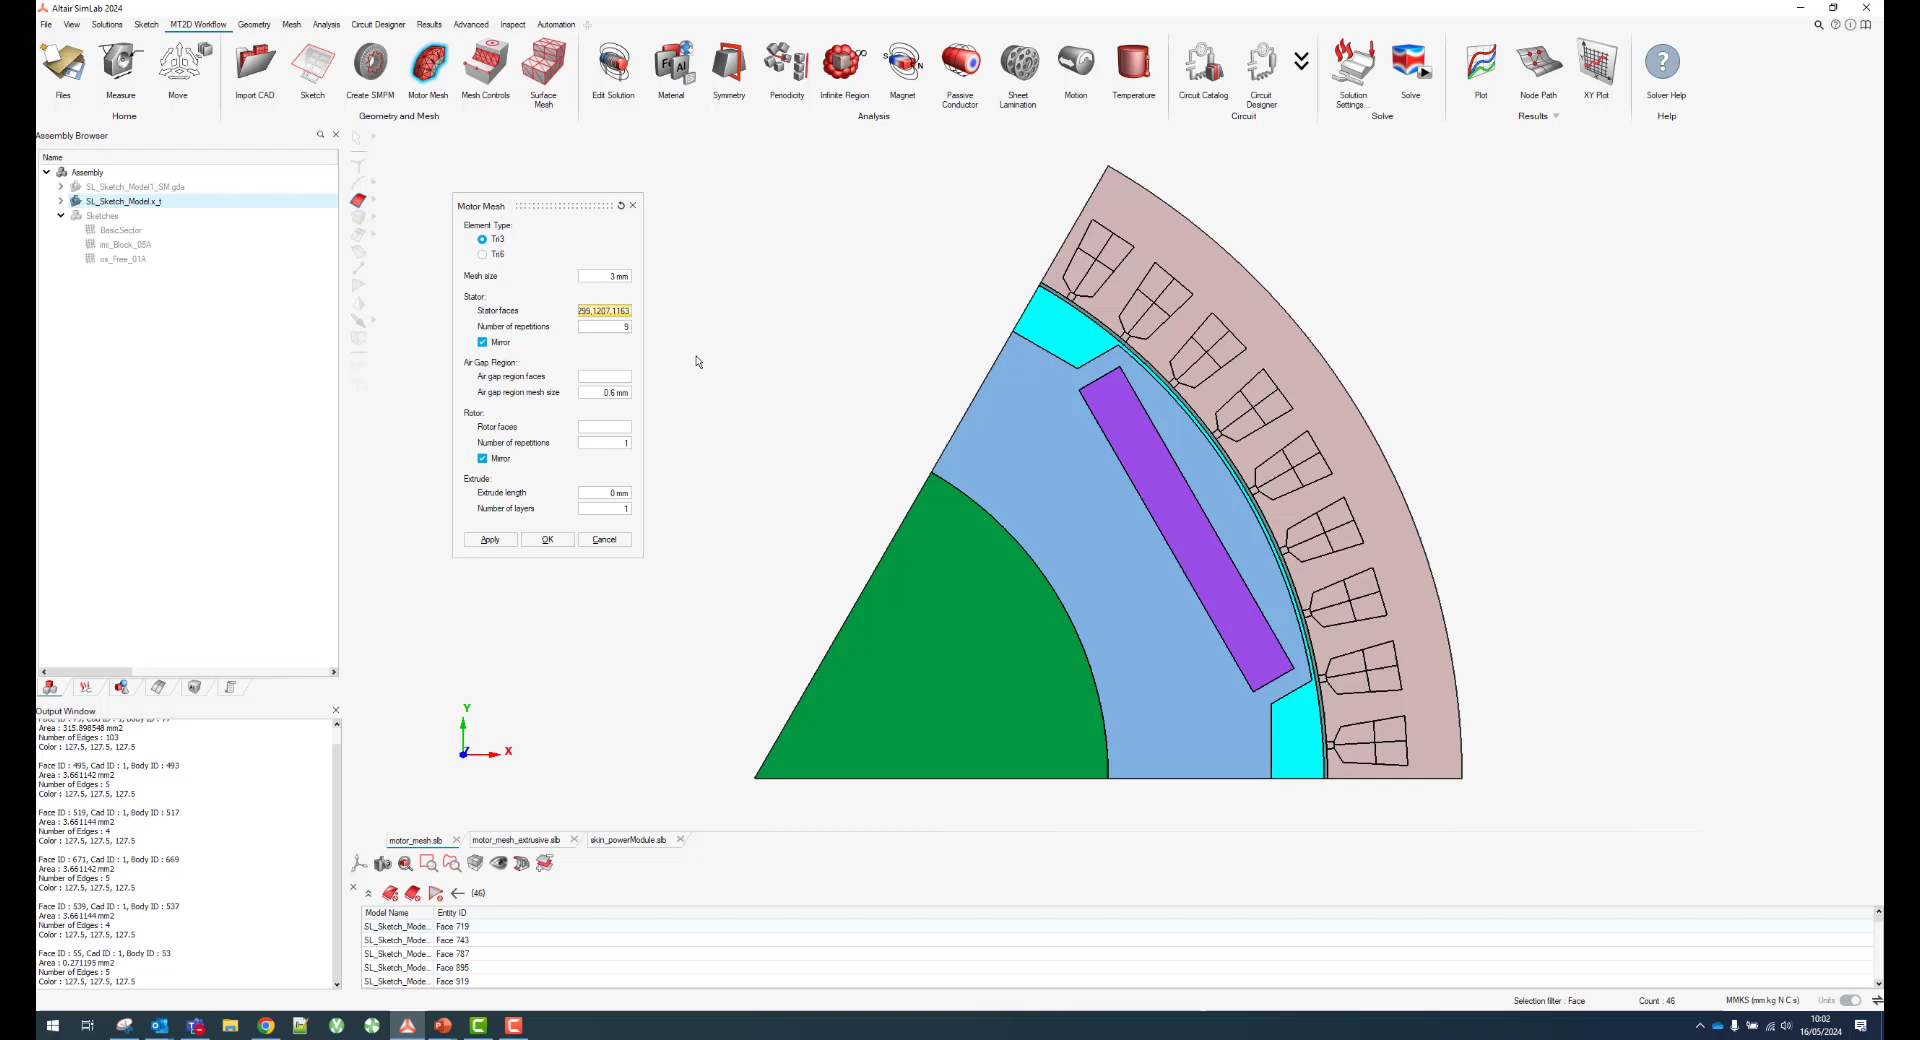 Altair SimLab 2024
File View Solutions Sketch MT2D Workflow Geometry Mesh Analysis Circuit Designer Results Advanced Inspect Automation
Files Measure Move Import CAD Sketch Create SMPM Motor Mesh Mesh Controls Surface Mesh Edit Solution Material Symmetry Periodicity Infinite Region Magnet Passive Conductor Sheet Lamination Motion Temperature Circuit Catalog Circuit Designer Solution Settings... Solve Plot Node Path XY Plot Solver Help
Home Geometry and Mesh Analysis Circuit Solve Results Help
Assembly Browser
Name
Assembly
SL_Sketch_Model1_SM.gda
SL_Sketch_Model.x_t
Sketches
BasicSector
imi_Block_05A
os_Free_01A
Motor Mesh
Element Type:
Tri3
Tri6
Mesh size 3 mm
Stator:
Stator faces 299,1207,1163
Number of repetitions 9
Mirror
Air Gap Region:
Air gap region faces
Air gap region mesh size 0.6 mm
Rotor:
Rotor faces
Number of repetitions 1
Mirror
Extrude:
Extrude length 0 mm
Number of layers 1
Apply OK Cancel
Y
Z
X
Output Window
Area : 315.898548 mm2
Number of Edges : 103
Color : 127.5, 127.5, 127.5
Face ID : 495, Cad ID : 1, Body ID : 493
Area : 3.661142 mm2
Number of Edges : 5
Color : 127.5, 127.5, 127.5
Face ID : 519, Cad ID : 1, Body ID : 517
Area : 3.661144 mm2
Number of Edges : 4
Color : 127.5, 127.5, 127.5
Face ID : 671, Cad ID : 1, Body ID : 669
Area : 3.661142 mm2
Number of Edges : 5
Color : 127.5, 127.5, 127.5
Face ID : 539, Cad ID : 1, Body ID : 537
Area : 3.661144 mm2
Number of Edges : 4
Color : 127.5, 127.5, 127.5
Face ID : 55, Cad ID : 1, Body ID : 53
Area : 0.271195 mm2
Number of Edges : 5
Color : 127.5, 127.5, 127.5
motor_mesh.slb motor_mesh_extrusive.slb skin_powerModule.slb
(46)
Model Name Entity ID
SL_Sketch_Mode... Face 719
SL_Sketch_Mode... Face 743
SL_Sketch_Mode... Face 787
SL_Sketch_Mode... Face 895
SL_Sketch_Mode... Face 919
Selection filter : Face Count : 46 MMKS (mm kg N C s) Units
10:02
16/05/2024